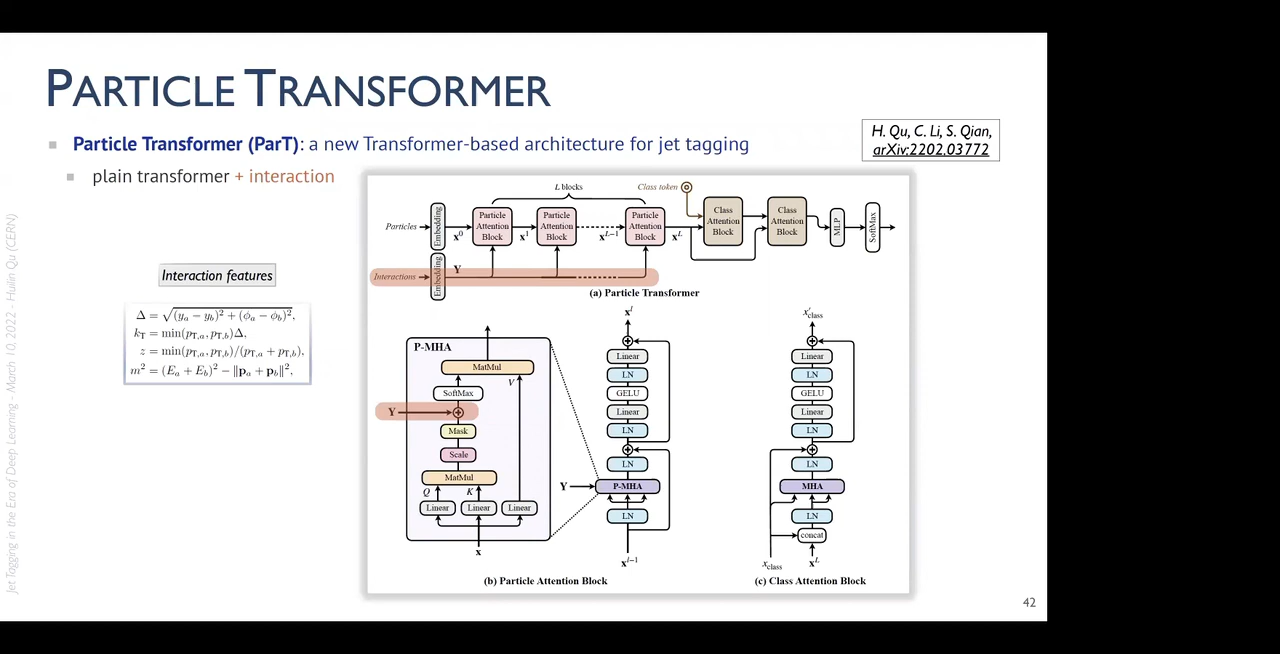 PARTICLE TRANSFORMER
Particle Transformer (ParT): a new Transformer-based architecture for jet tagging
H. Qu, C. Li, S. Qian,
arXiv:2202.03772
plain transformer + interaction
Interaction features
Δ = √((y_a − y_b)² + (ϕ_a − ϕ_b)²),
k_T = min(p_T,a, p_T,b)Δ,
z = min(p_T,a, p_T,b)/(p_T,a + p_T,b),
m² = (E_a + E_b)² − ‖p_a + p_b‖²,
L blocks
Class token
Particles
Embedding
x⁰
Particle
Attention
Block
x¹
Particle
Attention
Block
x^{L−1}
Particle
Attention
Block
x^L
Class
Attention
Block
Class
Attention
Block
MLP
SoftMax
Interactions
Embedding
Y
(a) Particle Transformer
P-MHA
MatMul
V
SoftMax
Y
Mask
Scale
MatMul
Q
K
Linear
Linear
Linear
x
x^l
Linear
LN
GELU
Linear
LN
LN
Y
P-MHA
LN
x^{l−1}
(b) Particle Attention Block
x′_class
Linear
LN
GELU
Linear
LN
LN
MHA
LN
concat
x_class
x^L
(c) Class Attention Block
Jet Tagging in the Era of Deep Learning - March 10, 2022 - Huilin Qu (CERN)
42